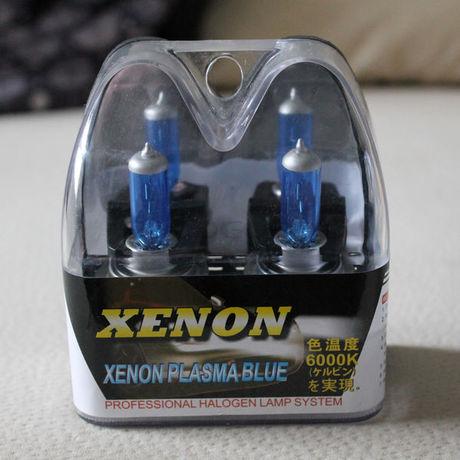 XENON
XENON PLASMA BLUE
色温度
6000K
(ケルビン)
を実現.
PROFESSIONAL HALOGEN LAMP SYSTEM